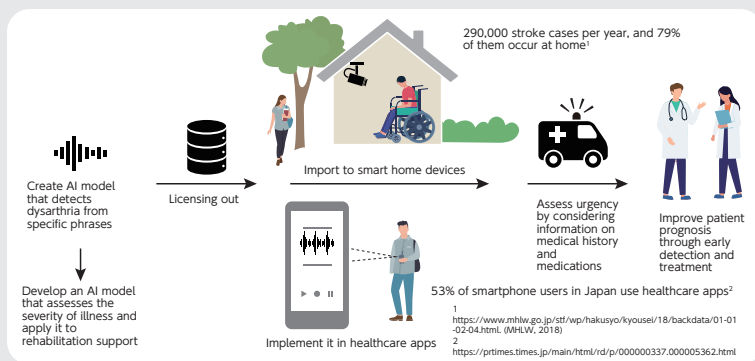 290,000 stroke cases per year, and 79%
of them occur at home¹
Create AI model
that detects
dysarthria from
specific phrases
Licensing out
Import to smart home devices
Assess urgency
by considering
information on
medical history
and
medications
Improve patient
prognosis
through early
detection and
treatment
Develop an AI model
that assesses the
severity of illness and
apply it to
rehabilitation support
Implement it in healthcare apps
53% of smartphone users in Japan use healthcare apps²
1
https://www.mhlw.go.jp/stf/wp/hakusyo/kyousei/18/backdata/01-01
-02-04.html. (MHLW, 2018)
2
https://prtimes.times.jp/main/html/rd/p/000000337.000005362.html